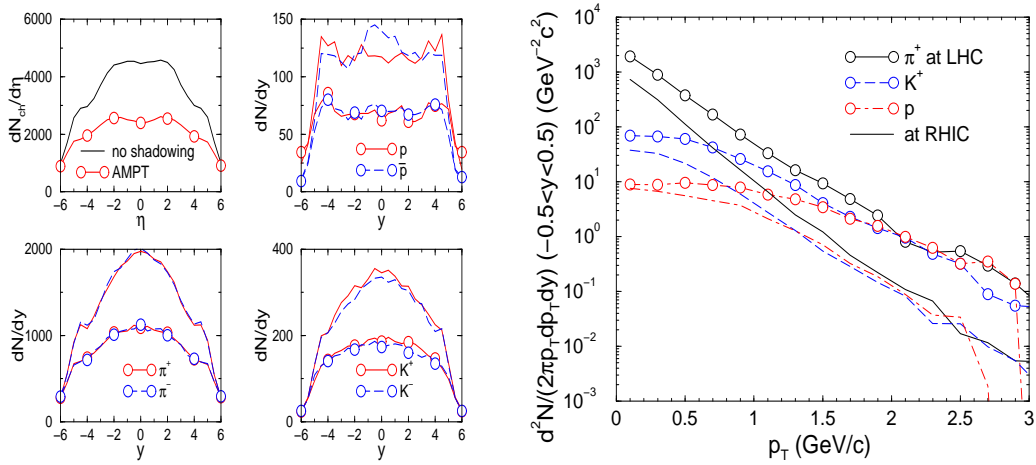 6000
4000
2000
0
dN_ch/dη
no shadowing
AMPT
-6 -4 -2 0 2 4 6
η
150
100
50
0
dN/dy
p
p̄
-6 -4 -2 0 2 4 6
y
2000
1000
0
dN/dy
π⁺
π⁻
-6 -4 -2 0 2 4 6
y
400
200
0
dN/dy
K⁺
K⁻
-6 -4 -2 0 2 4 6
y
d²N/(2πp_Tdp_Tdy) (-0.5<y<0.5) (GeV⁻²c²)
10⁴
10³
10²
10¹
10⁰
10⁻¹
10⁻²
10⁻³
π⁺ at LHC
K⁺
p
at RHIC
0 0.5 1 1.5 2 2.5 3
p_T (GeV/c)